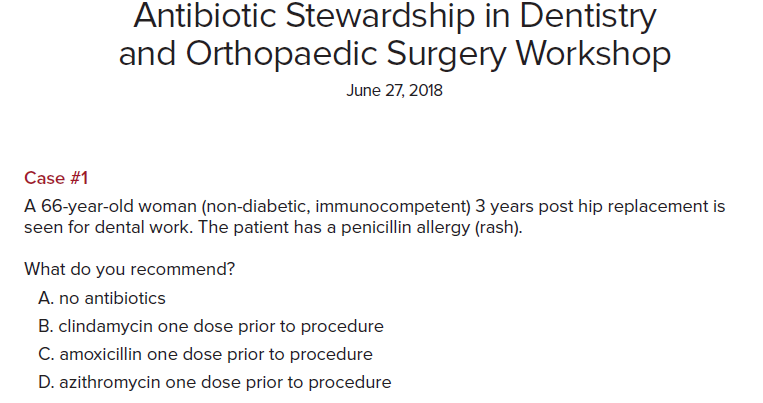 Antibiotic Stewardship in Dentistry
and Orthopaedic Surgery Workshop
June 27, 2018
Case #1
A 66-year-old woman (non-diabetic, immunocompetent) 3 years post hip replacement is
seen for dental work. The patient has a penicillin allergy (rash).
What do you recommend?
A. no antibiotics
B. clindamycin one dose prior to procedure
C. amoxicillin one dose prior to procedure
D. azithromycin one dose prior to procedure